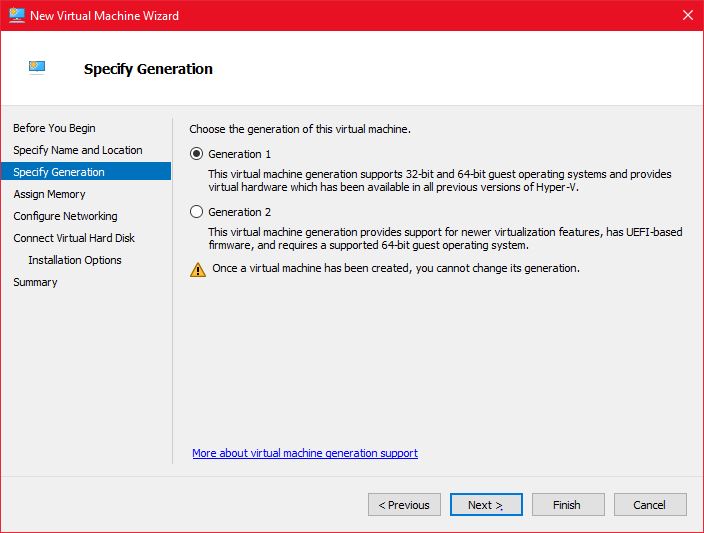 New Virtual Machine Wizard
Specify Generation
Before You Begin
Specify Name and Location
Specify Generation
Assign Memory
Configure Networking
Connect Virtual Hard Disk
Installation Options
Summary
Choose the generation of this virtual machine.
Generation 1
This virtual machine generation supports 32-bit and 64-bit guest operating systems and provides
virtual hardware which has been available in all previous versions of Hyper-V.
Generation 2
This virtual machine generation provides support for newer virtualization features, has UEFI-based
firmware, and requires a supported 64-bit guest operating system.
Once a virtual machine has been created, you cannot change its generation.
More about virtual machine generation support
< Previous
Next >
Finish
Cancel